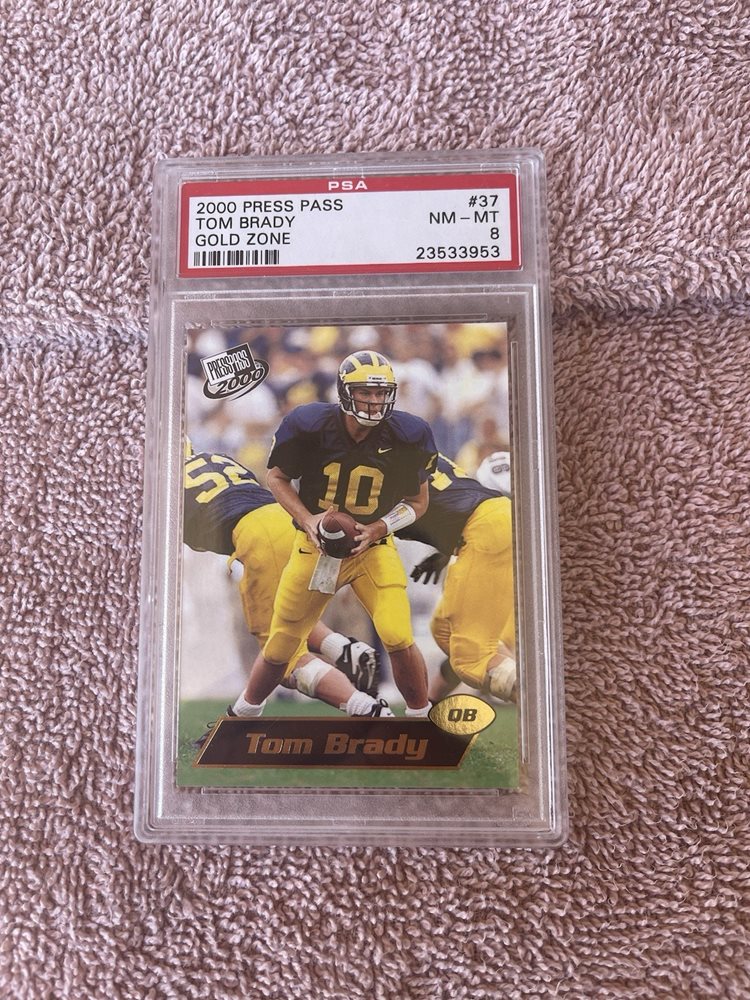 PSA
2000 PRESS PASS #37
TOM BRADY NM - MT
GOLD ZONE 8
23533953
PRESS PASS
2000
52
10
QB
Tom Brady